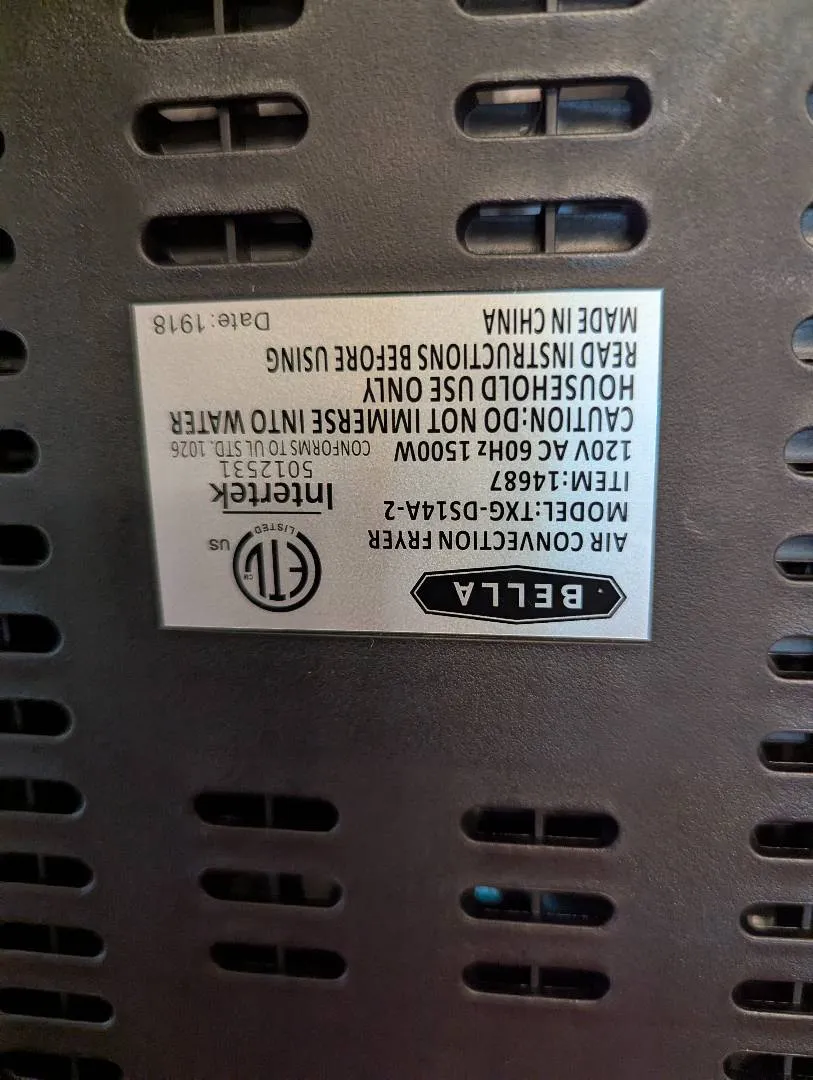 BELLA
AIR CONVECTION FRYER
MODEL:TXG-DS14A-2
ITEM:14687
120V AC 60Hz 1500W
CAUTION:DO NOT IMMERSE INTO WATER
HOUSEHOLD USE ONLY
READ INSTRUCTIONS BEFORE USING
MADE IN CHINA
ETL
CM
LISTED
US
Intertek
5012531
CONFORMS TO UL STD. 1026
Date:1918